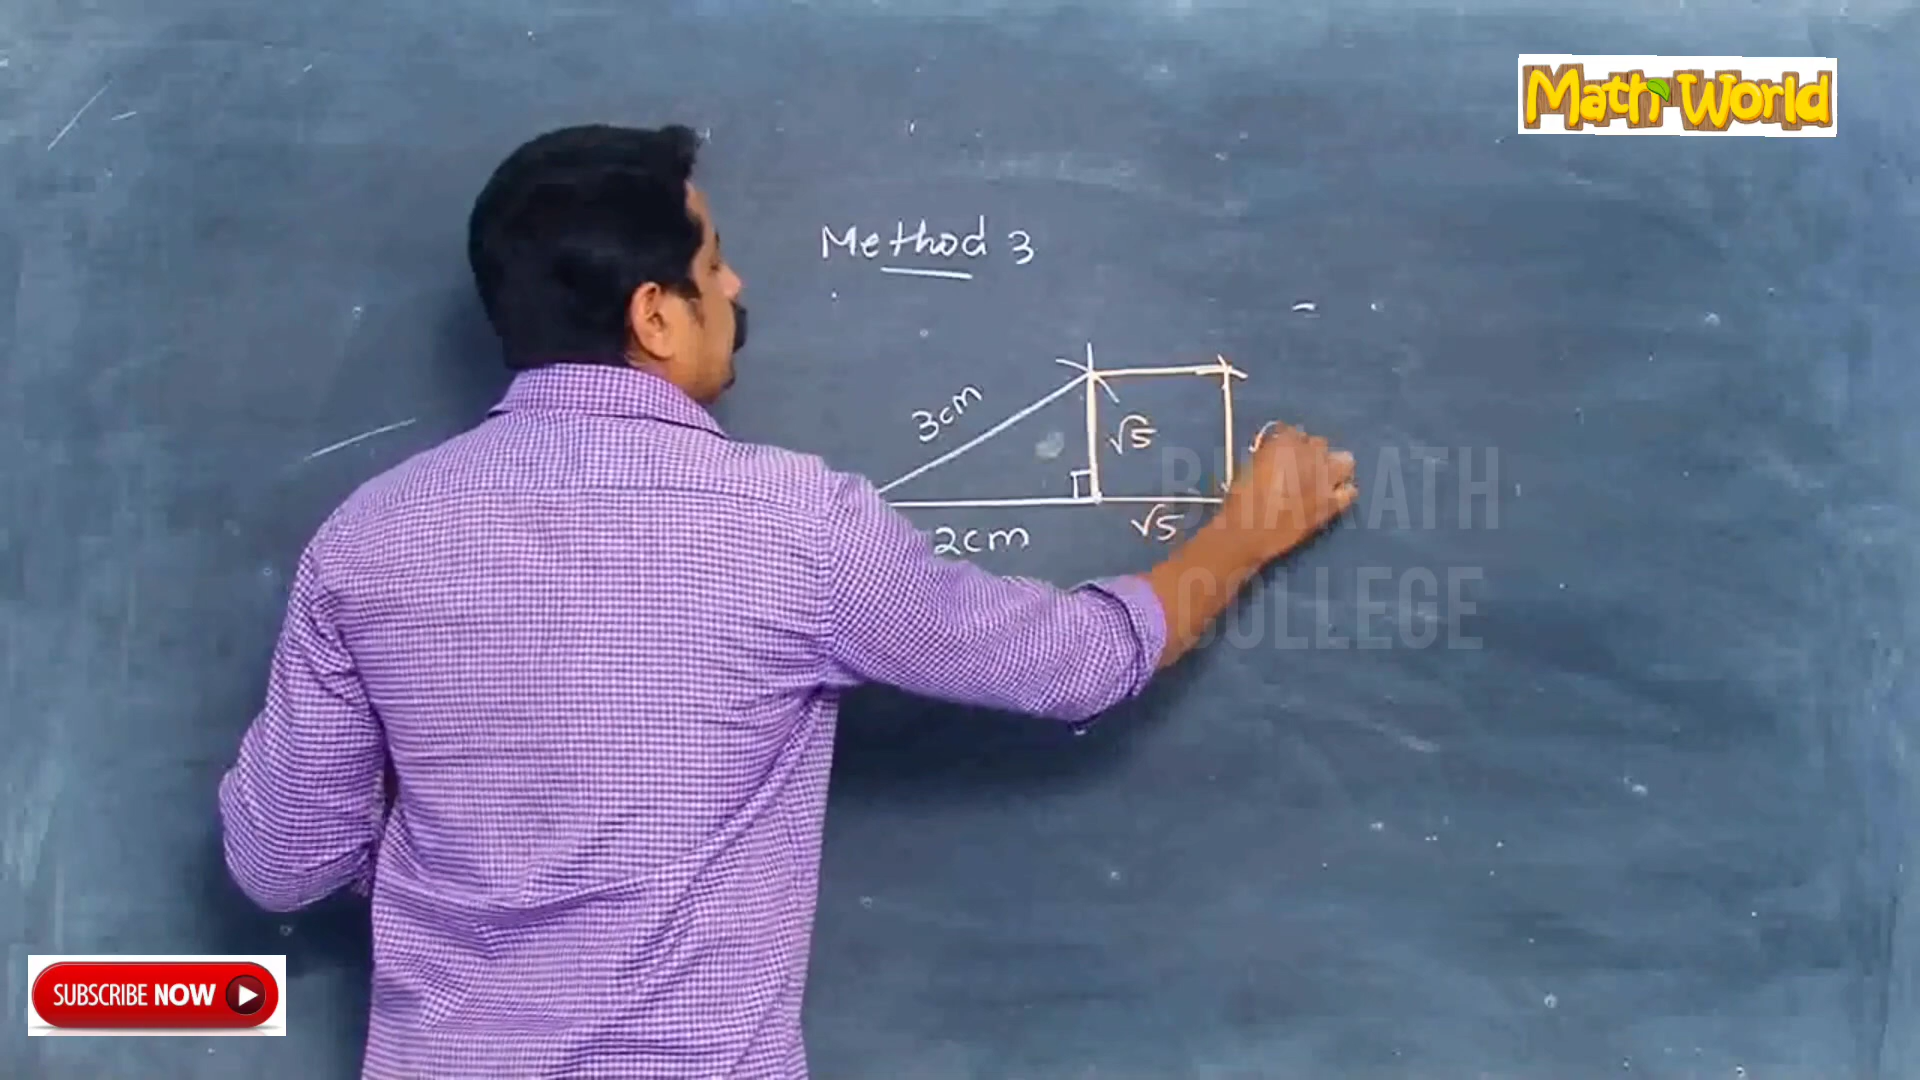 Math World
Method 3
3cm
√5
2cm
√5
BHARATH
COLLEGE
SUBSCRIBE NOW